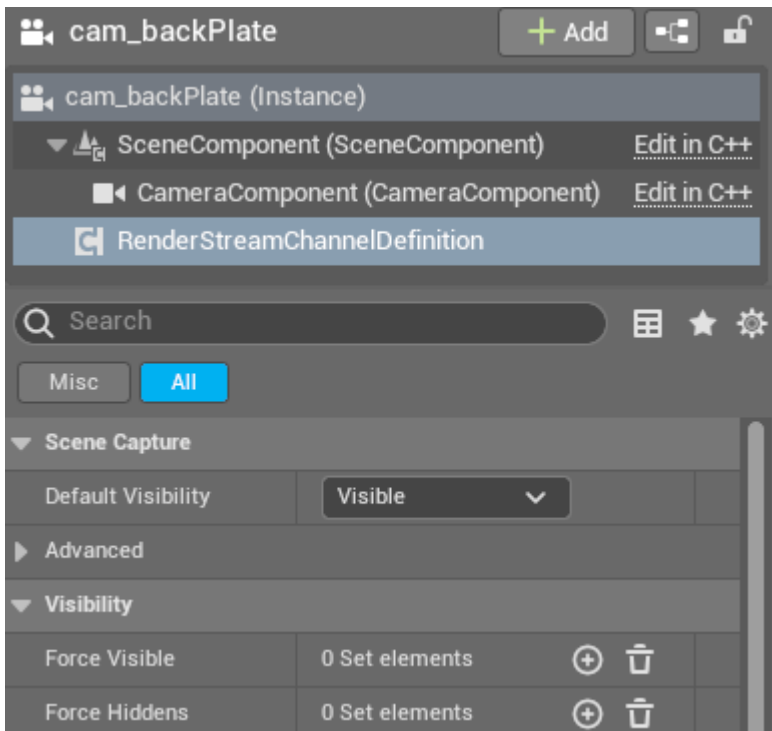 cam_backPlate + Add
cam_backPlate (Instance)
SceneComponent (SceneComponent) Edit in C++
CameraComponent (CameraComponent) Edit in C++
RenderStreamChannelDefinition
Search
Misc All
Scene Capture
Default Visibility Visible
Advanced
Visibility
Force Visible 0 Set elements
Force Hiddens 0 Set elements